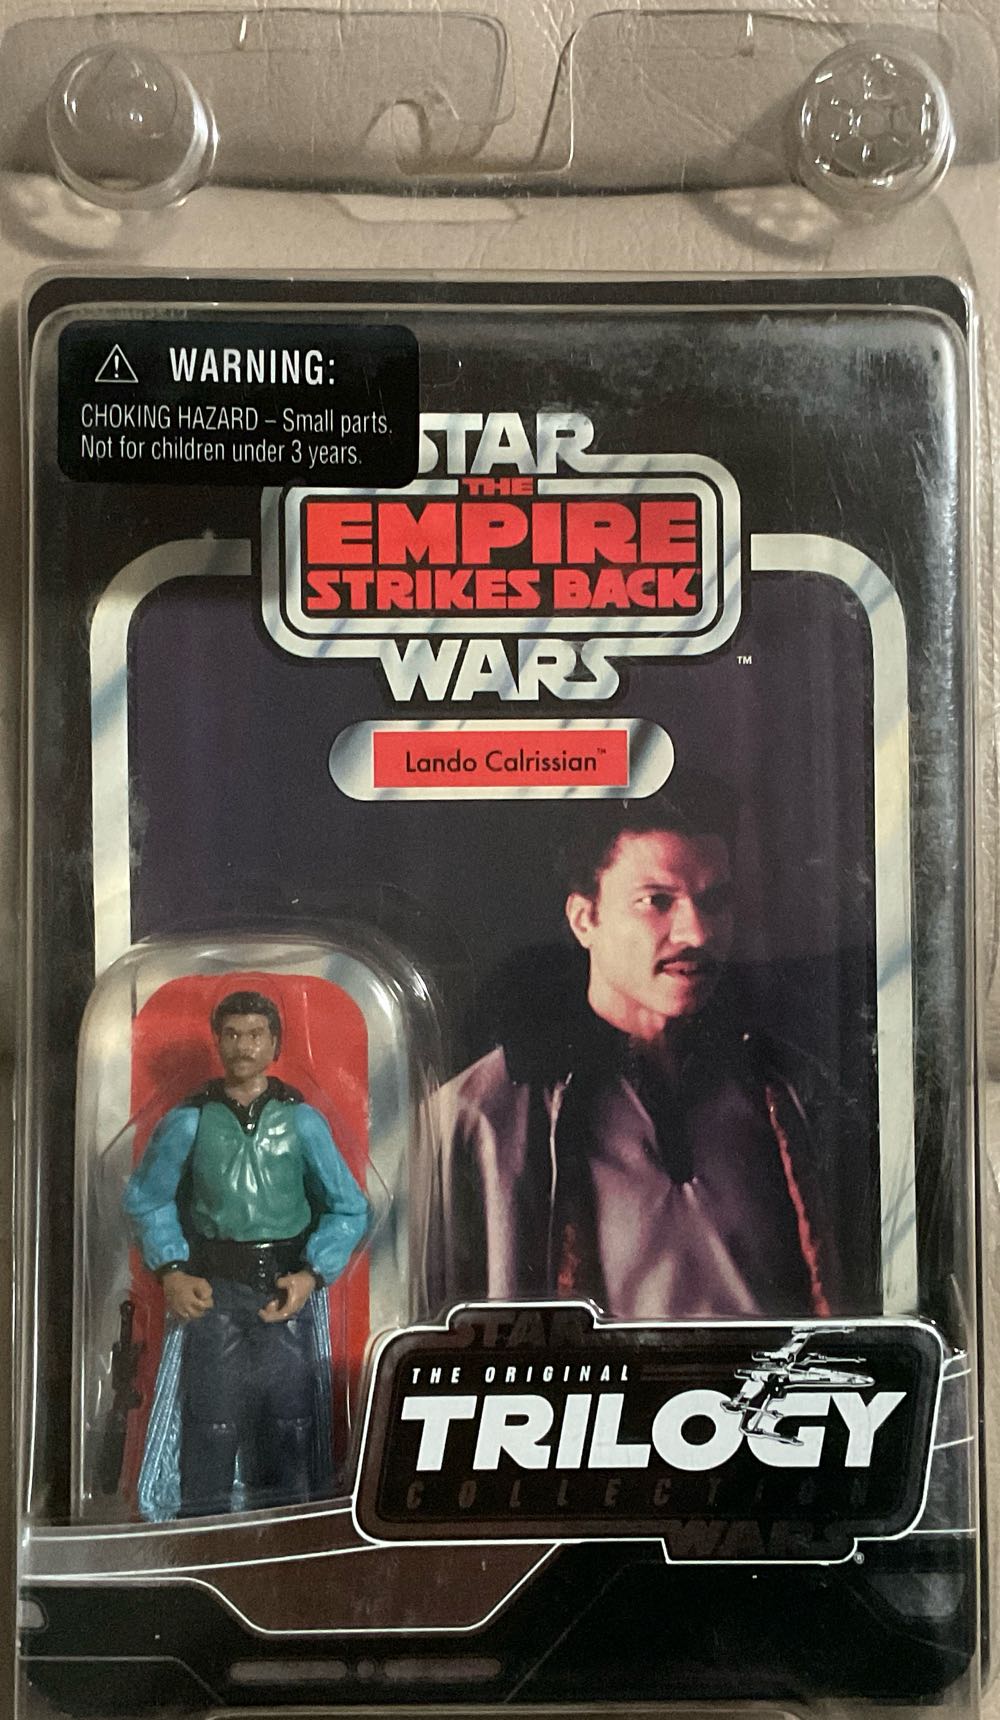 WARNING:
CHOKING HAZARD – Small parts.
Not for children under 3 years.
STAR
THE
EMPIRE
STRIKES BACK™
WARS
™
Lando Calrissian™
STAR
THE ORIGINAL
TRILOGY
COLLECTION
WARS
®